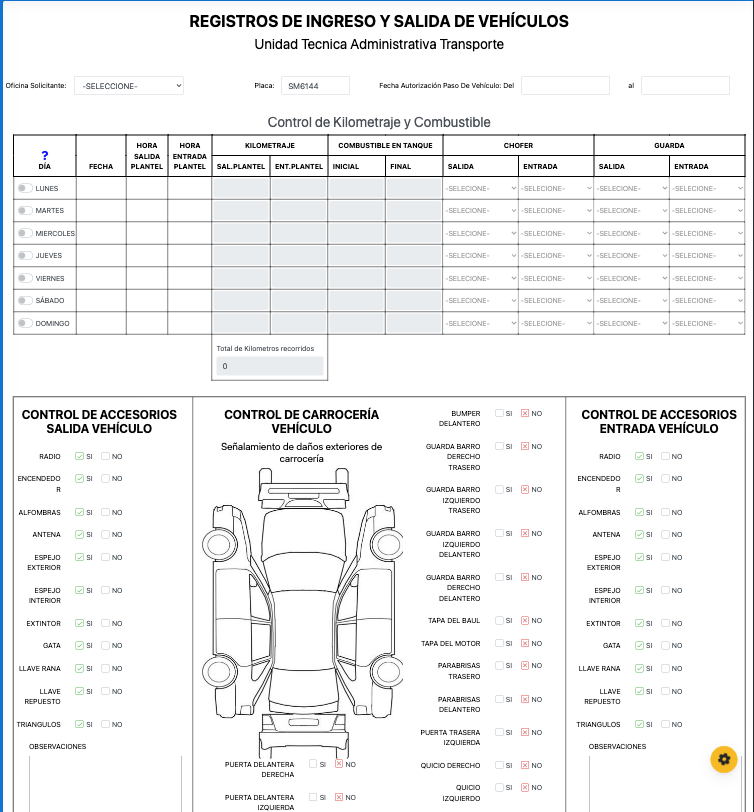 REGISTROS DE INGRESO Y SALIDA DE VEHÍCULOS
Unidad Tecnica Administrativa Transporte
Oficina Solicitante: -SELECCIONE- Placa: SM6144 Fecha Autorización Paso De Vehículo: Del al
Control de Kilometraje y Combustible
? DÍA FECHA HORA SALIDA PLANTEL HORA ENTRADA PLANTEL KILOMETRAJE COMBUSTIBLE EN TANQUE CHOFER GUARDA
SAL.PLANTEL ENT.PLANTEL INICIAL FINAL SALIDA ENTRADA SALIDA ENTRADA
LUNES -SELECIONE- -SELECIONE- -SELECIONE- -SELECIONE-
MARTES -SELECIONE- -SELECIONE- -SELECIONE- -SELECIONE-
MIERCOLES -SELECIONE- -SELECIONE- -SELECIONE- -SELECIONE-
JUEVES -SELECIONE- -SELECIONE- -SELECIONE- -SELECIONE-
VIERNES -SELECIONE- -SELECIONE- -SELECIONE- -SELECIONE-
SÁBADO -SELECIONE- -SELECIONE- -SELECIONE- -SELECIONE-
DOMINGO -SELECIONE- -SELECIONE- -SELECIONE- -SELECIONE-
Total de Kilometros recorridos
0
CONTROL DE ACCESORIOS
SALIDA VEHÍCULO
RADIO SI NO
ENCENDEDO SI NO
R
ALFOMBRAS SI NO
ANTENA SI NO
ESPEJO SI NO
EXTERIOR
ESPEJO SI NO
INTERIOR
EXTINTOR SI NO
GATA SI NO
LLAVE RANA SI NO
LLAVE SI NO
REPUESTO
TRIANGULOS SI NO
OBSERVACIONES
CONTROL DE CARROCERÍA
VEHÍCULO
Señalamiento de daños exteriores de
carrocería
PUERTA DELANTERA SI NO
DERECHA
PUERTA DELANTERA SI NO
IZQUIERDA
BUMPER SI NO
DELANTERO
GUARDA BARRO SI NO
DERECHO
TRASERO
GUARDA BARRO SI NO
IZQUIERDO
TRASERO
GUARDA BARRO SI NO
IZQUIERDO
DELANTERO
GUARDA BARRO SI NO
DERECHO
DELANTERO
TAPA DEL BAUL SI NO
TAPA DEL MOTOR SI NO
PARABRISAS SI NO
TRASERO
PARABRISAS SI NO
DELANTERO
PUERTA TRASERA SI NO
IZQUIERDA
QUICIO DERECHO SI NO
QUICIO SI NO
IZQUIERDO
CONTROL DE ACCESORIOS
ENTRADA VEHÍCULO
RADIO SI NO
ENCENDEDO SI NO
R
ALFOMBRAS SI NO
ANTENA SI NO
ESPEJO SI NO
EXTERIOR
ESPEJO SI NO
INTERIOR
EXTINTOR SI NO
GATA SI NO
LLAVE RANA SI NO
LLAVE SI NO
REPUESTO
TRIANGULOS SI NO
OBSERVACIONES